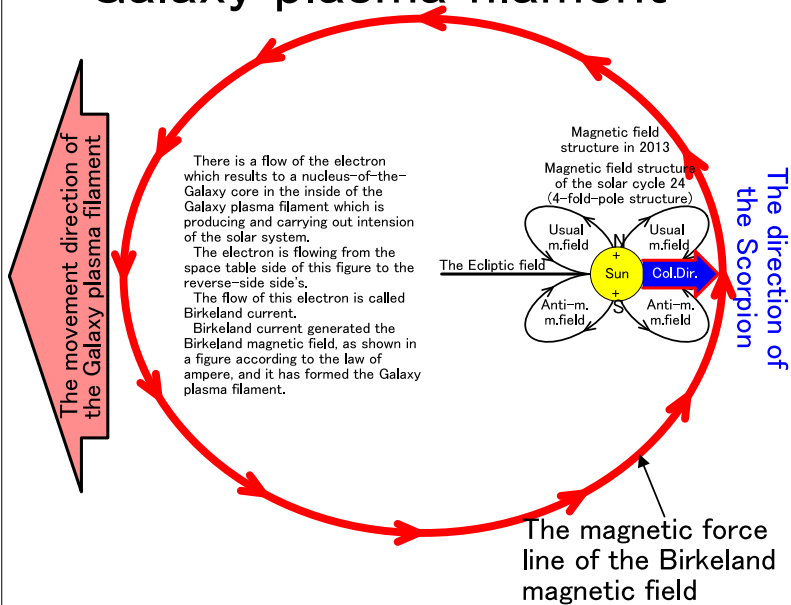 Galaxy plasma filament
The movement direction of
the Galaxy plasma filament
There is a flow of the electron
which results to a nucleus-of-the-
Galaxy core in the inside of the
Galaxy plasma filament which is
producing and carrying out intension
of the solar system.
The electron is flowing from the
space table side of this figure to the
reverse-side side's.
The flow of this electron is called
Birkeland current.
Birkeland current generated the
Birkeland magnetic field, as shown in
a figure according to the law of
ampere, and it has formed the Galaxy
plasma filament.
Magnetic field
structure in 2013
Magnetic field structure
of the solar cycle 24
(4-fold-pole structure)
Usual
m.field
N
Usual
m.field
The Ecliptic field
+
Sun
+
Col.Dir.
Anti-m.
m.field
S
Anti-m.
m.field
The direction of
the Scorpion
The magnetic force
line of the Birkeland
magnetic field